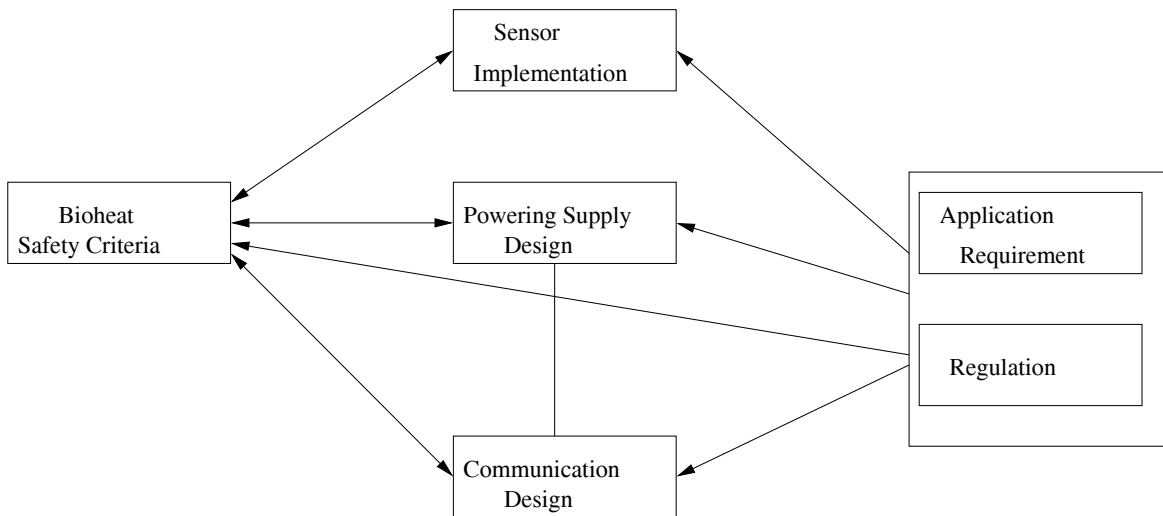 Sensor
Implementation
Bioheat
Safety Criteria
Powering Supply
Design
Application
Requirement
Regulation
Communication
Design